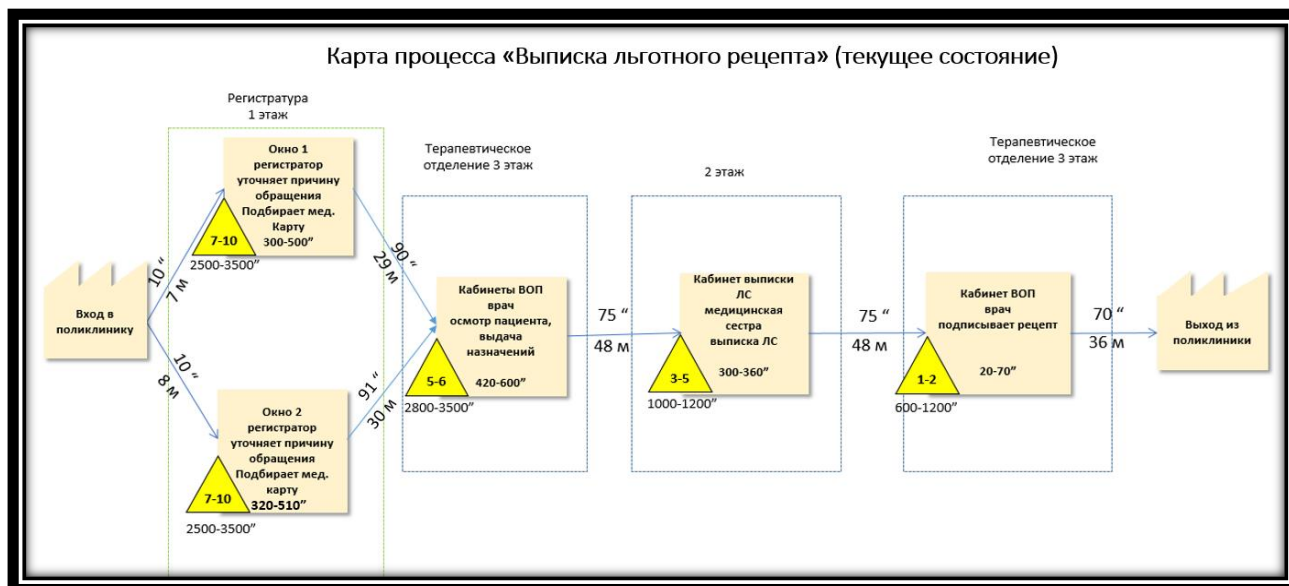 Карта процесса «Выписка льготного рецепта» (текущее состояние)
Регистратура
1 этаж
Вход в
поликлинику
10 “
7 м
10 “
8 м
Окно 1
регистратор
уточняет причину
обращения
Подбирает мед.
Карту
300-500”
7-10
2500-3500”
Окно 2
регистратор
уточняет причину
обращения
Подбирает мед.
карту
320-510”
7-10
2500-3500”
90 “
29 м
91 “
30 м
Терапевтическое
отделение 3 этаж
Кабинеты ВОП
врач
осмотр пациента,
выдача
назначений
420-600”
5-6
2800-3500”
75 “
48 м
2 этаж
Кабинет выписки
ЛС
медицинская
сестра
выписка ЛС
300-360”
3-5
1000-1200”
75 “
48 м
Терапевтическое
отделение 3 этаж
Кабинет ВОП
врач
подписывает рецепт
20-70”
1-2
600-1200”
70 “
36 м
Выход из
поликлиники